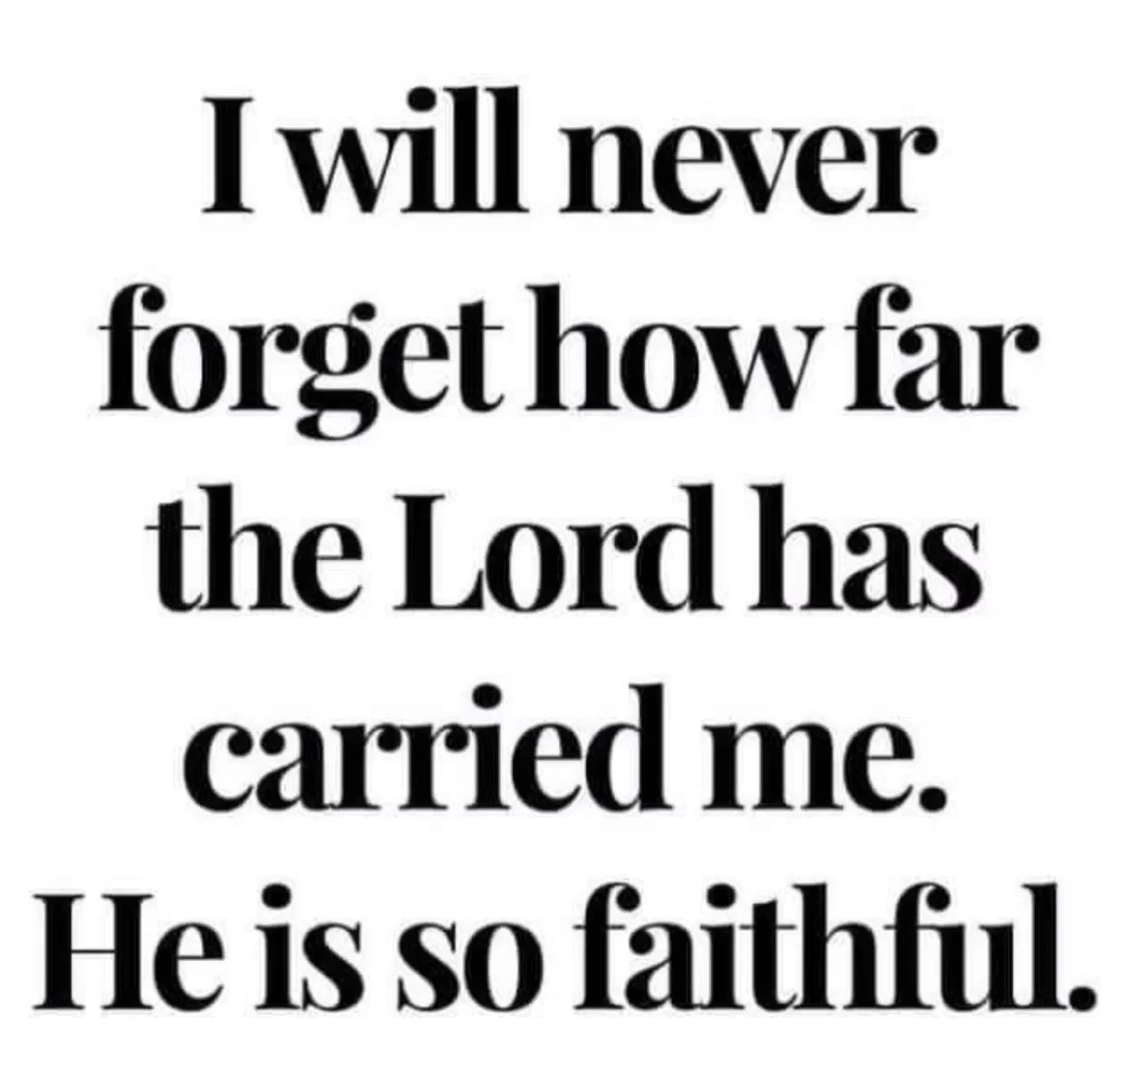 I will never
forget how far
the Lord has
carried me.
He is so faithful.